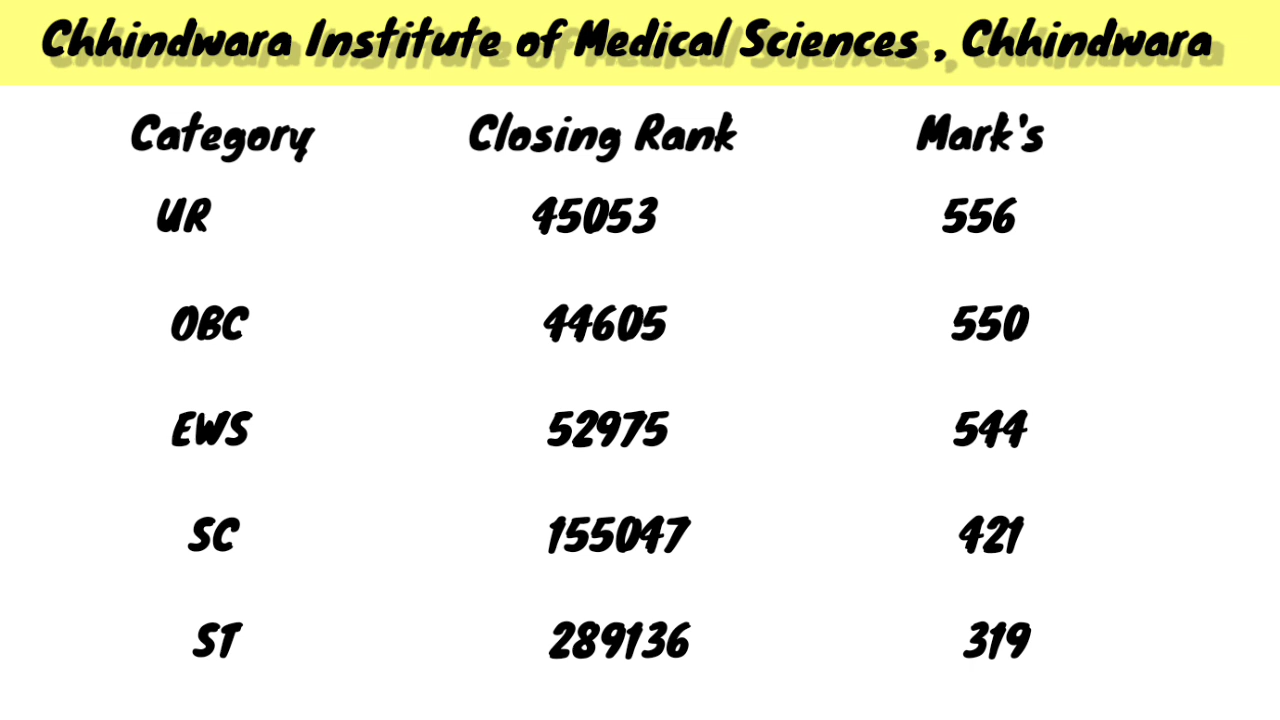 Chhindwara Institute of Medical Sciences , Chhindwara
Category Closing Rank Mark's
UR 45053 556
OBC 44605 550
EWS 52975 544
SC 155047 421
ST 289136 319